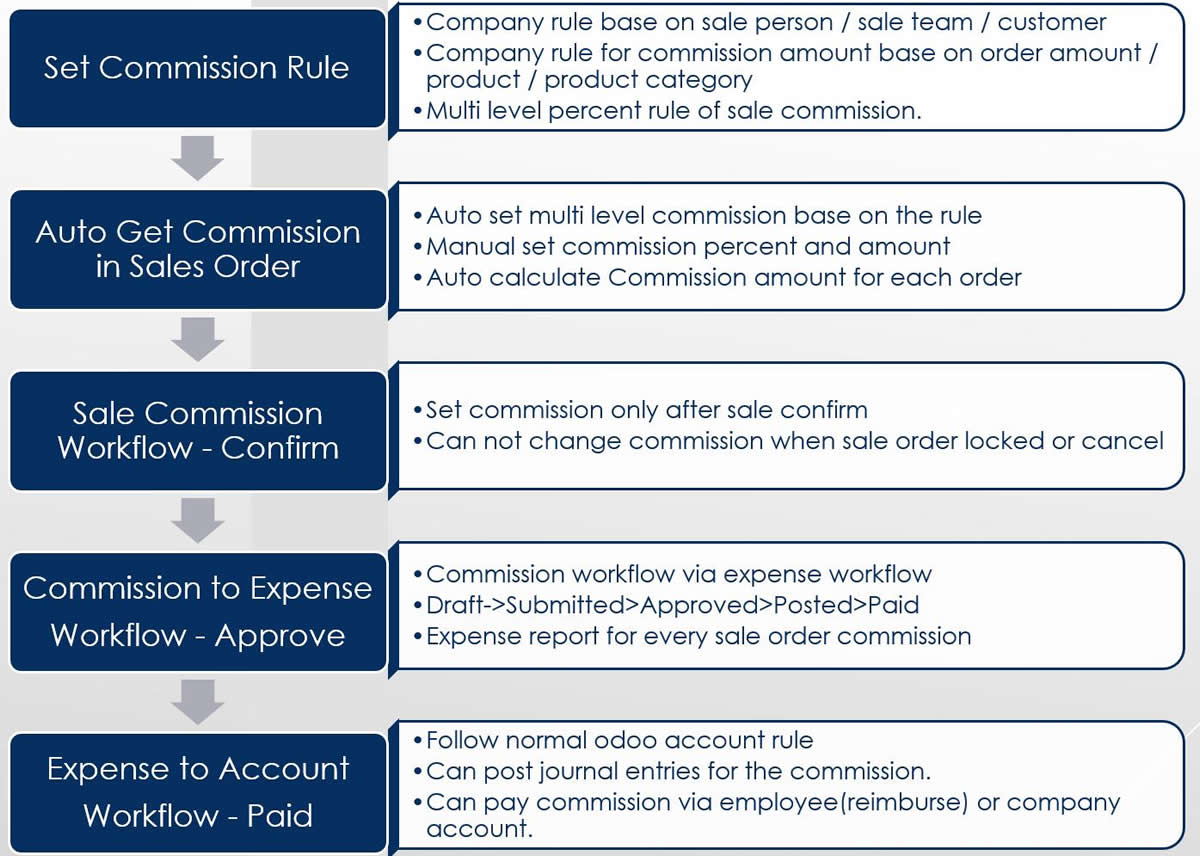 Set Commission Rule
•Company rule base on sale person / sale team / customer
•Company rule for commission amount base on order amount /
product / product category
•Multi level percent rule of sale commission.
Auto Get Commission
in Sales Order
•Auto set multi level commission base on the rule
•Manual set commission percent and amount
•Auto calculate Commission amount for each order
Sale Commission
Workflow - Confirm
•Set commission only after sale confirm
•Can not change commission when sale order locked or cancel
Commission to Expense
Workflow - Approve
•Commission workflow via expense workflow
•Draft->Submitted>Approved>Posted>Paid
•Expense report for every sale order commission
Expense to Account
Workflow - Paid
•Follow normal odoo account rule
•Can post journal entries for the commission.
•Can pay commission via employee(reimburse) or company
account.